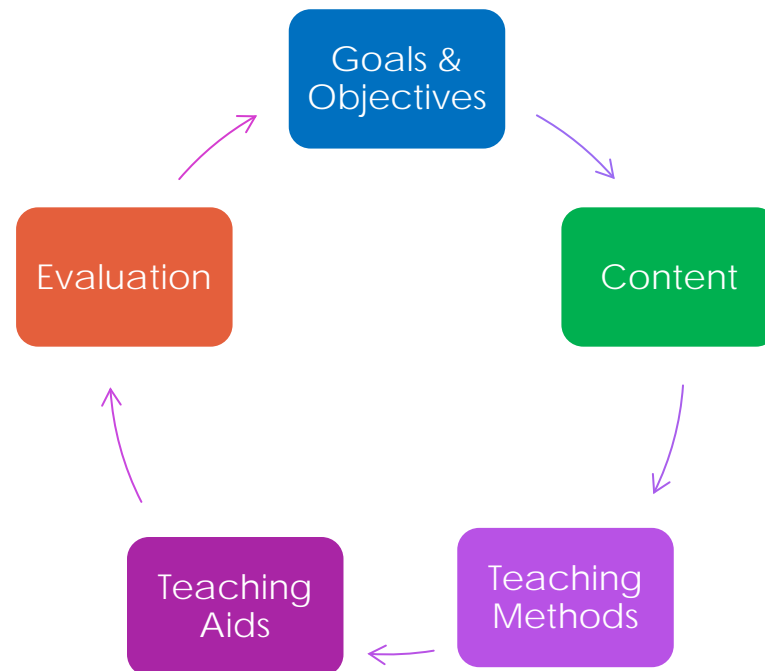 Goals &
Objectives
Content
Teaching
Methods
Teaching
Aids
Evaluation